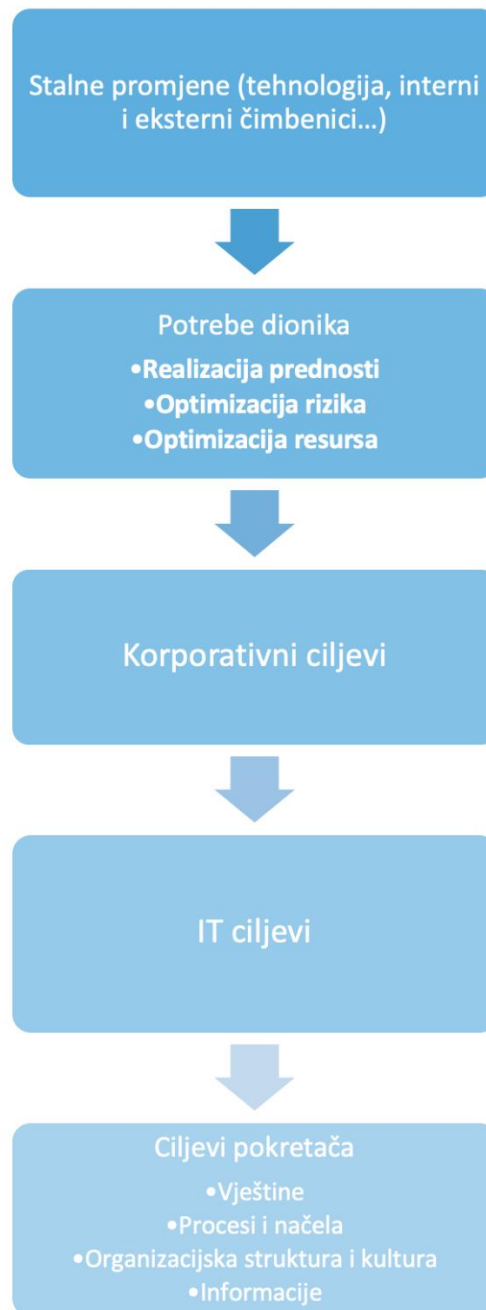 Stalne promjene (tehnologija, interni
i eksterni čimbenici...)
Potrebe dionika
•Realizacija prednosti
•Optimizacija rizika
•Optimizacija resursa
Korporativni ciljevi
IT ciljevi
Ciljevi pokretača
•Vještine
•Procesi i načela
•Organizacijska struktura i kultura
•Informacije